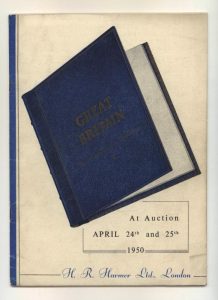 GREAT
BRITAIN
At Auction
APRIL 24th and 25th
1950
H. R. Harmer Ltd., London